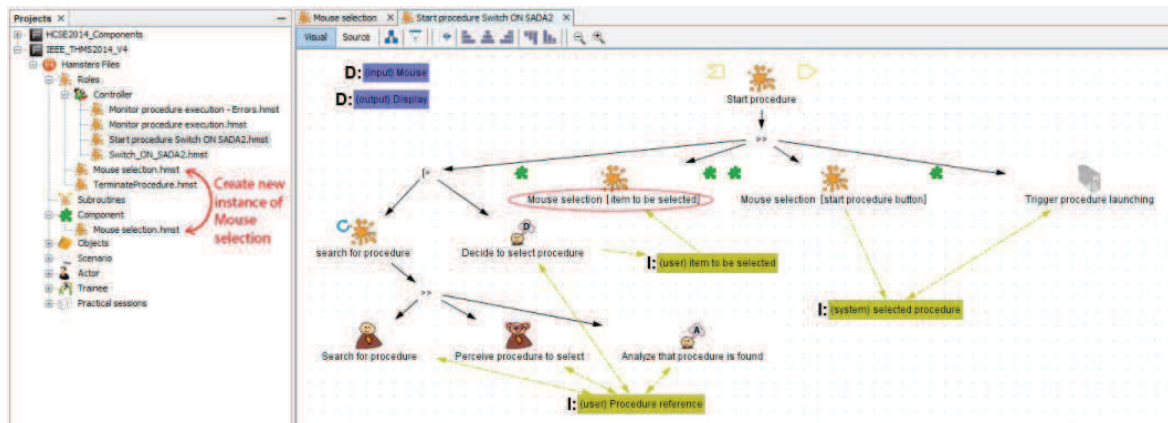 Projects
HCSE2014_Components
IEEE_THMS2014_V4
Hamsters Files
Roles
Controller
Monitor procedure execution - Errors.hmst
Monitor procedure execution.hmst
Start procedure Switch ON SADA2.hmst
Switch_ON_SADA2.hmst
Mouse selection.hmst
TerminateProcedure.hmst
Subroutines
Component
Mouse selection.hmst
Objects
Scenario
Actor
Trainee
Practical sessions
Create new
instance of
Mouse
selection
Mouse selection
Start procedure Switch ON SADA2
Visual Source
D: (input) Mouse
D: (output) Display
Start procedure
>>
[>
Mouse selection [item to be selected]
Mouse selection [start procedure button]
Trigger procedure launching
search for procedure
D
Decide to select procedure
I: (user) item to be selected
>>
I: (system) selected procedure
Search for procedure
Perceive procedure to select
A
Analyze that procedure is found
I: (user) Procedure reference